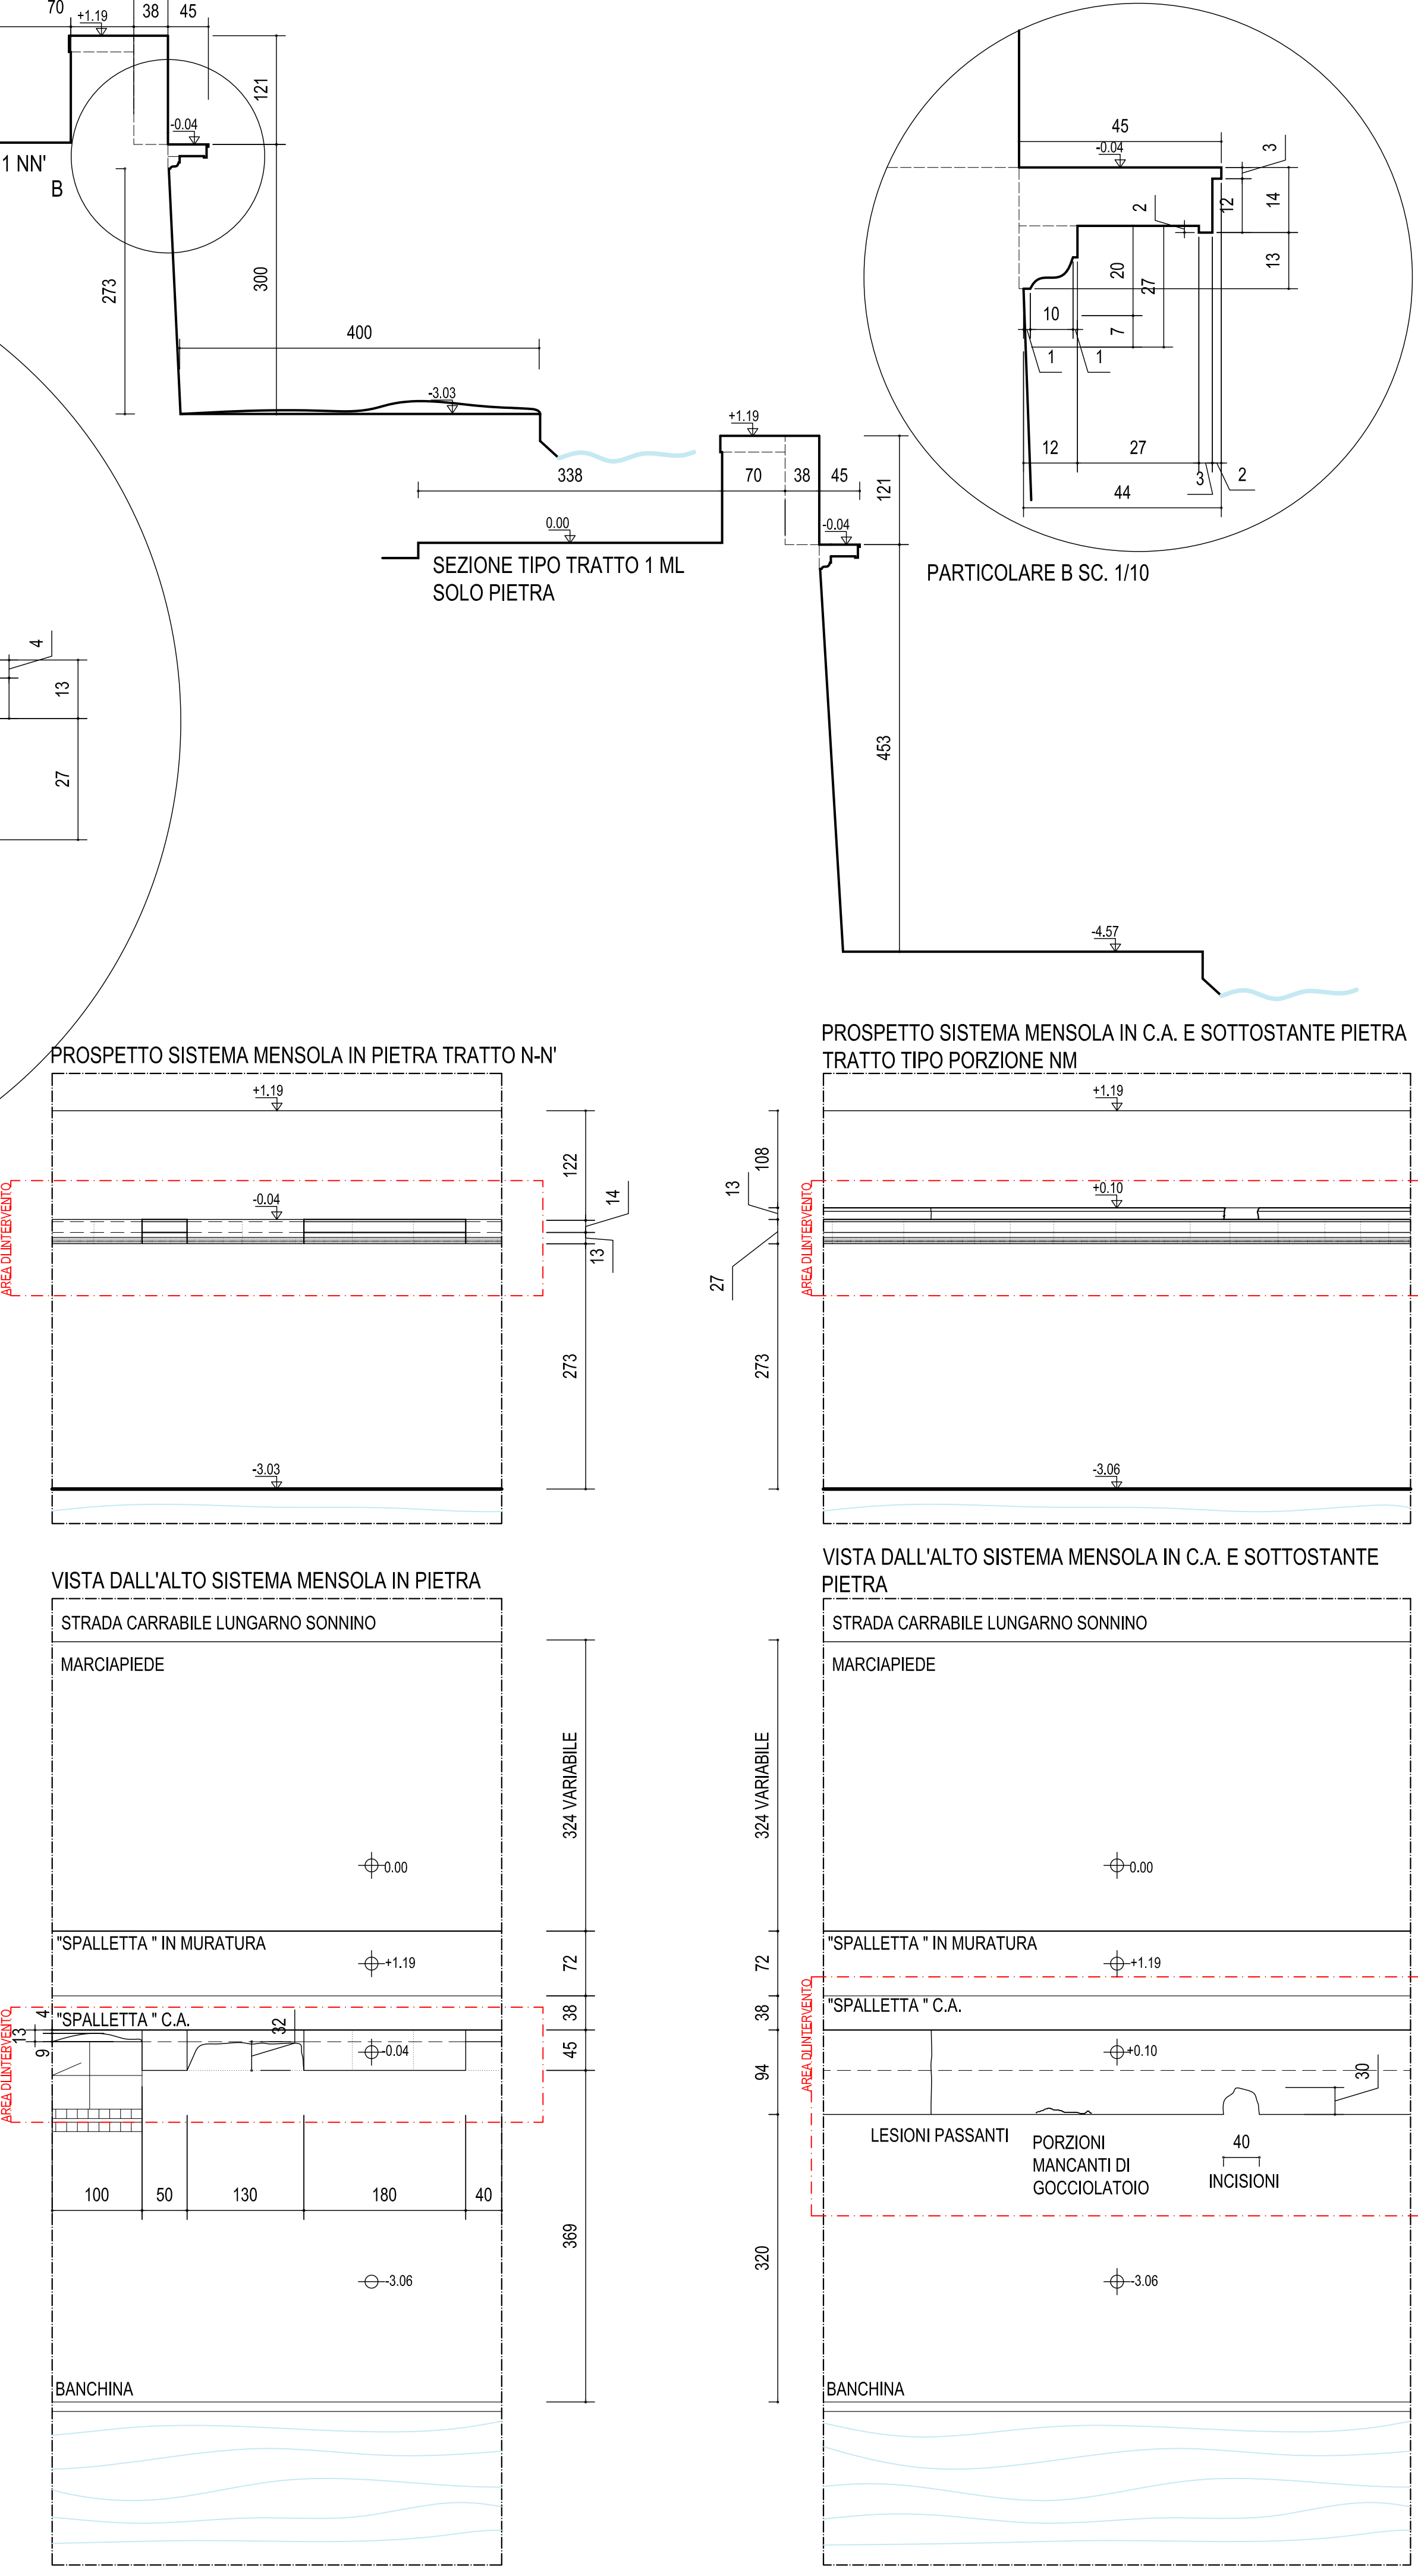 70
+1.19
38
45
121
-0.04
1 NN'
B
273
300
400
-3.03
45
-0.04
3
2
12
14
13
20
27
10
7
1
1
12
27
3
2
44
PARTICOLARE B SC. 1/10
+1.19
338
70
38
45
121
0.00
-0.04
SEZIONE TIPO TRATTO 1 ML
SOLO PIETRA
453
-4.57
4
13
27
PROSPETTO SISTEMA MENSOLA IN PIETRA TRATTO N-N'
+1.19
122
14
-0.04
13
AREA D'INTERVENTO
273
-3.03
PROSPETTO SISTEMA MENSOLA IN C.A. E SOTTOSTANTE PIETRA
TRATTO TIPO PORZIONE NM
+1.19
108
13
+0.10
27
AREA D'INTERVENTO
273
-3.06
VISTA DALL'ALTO SISTEMA MENSOLA IN PIETRA
STRADA CARRABILE LUNGARNO SONNINO
MARCIAPIEDE
324 VARIABILE
0.00
"SPALLETTA " IN MURATURA
+1.19
72
"SPALLETTA " C.A.
38
4
13
9
32
-0.04
45
AREA D'INTERVENTO
100
50
130
180
40
369
-3.06
BANCHINA
VISTA DALL'ALTO SISTEMA MENSOLA IN C.A. E SOTTOSTANTE
PIETRA
STRADA CARRABILE LUNGARNO SONNINO
MARCIAPIEDE
324 VARIABILE
0.00
"SPALLETTA " IN MURATURA
+1.19
72
"SPALLETTA " C.A.
38
+0.10
94
30
AREA D'INTERVENTO
LESIONI PASSANTI
PORZIONI
MANCANTI DI
GOCCIOLATOIO
40
INCISIONI
320
-3.06
BANCHINA